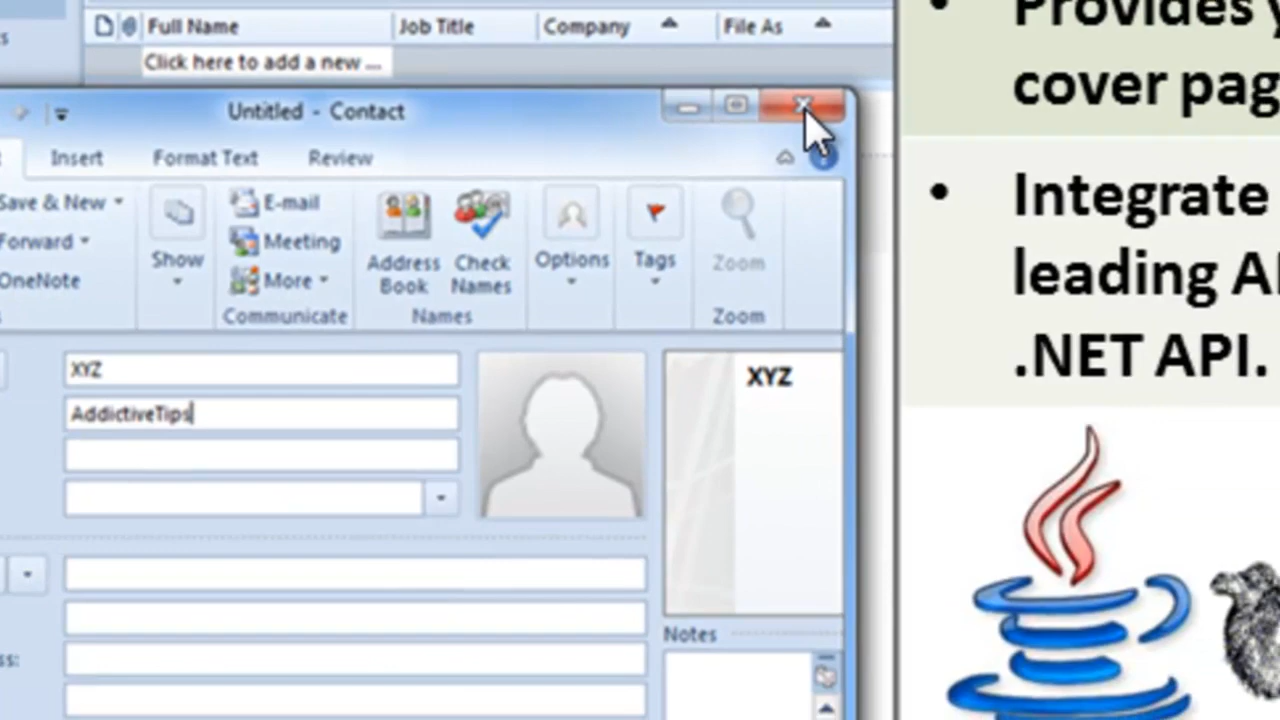 Full Name Job Title Company File As
Click here to add a new ...
Untitled - Contact
Insert Format Text Review
Save & New
Forward
OneNote
Show
E-mail
Meeting
More
Communicate
Address Book
Check Names
Names
Options
Tags
Zoom
Zoom
XYZ
AddictiveTips
XYZ
Notes
• Provides
cover pag
• Integrate
leading
.NET API.